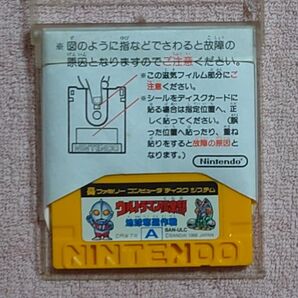 ※図のように指などでさわると故障の
原因となりますのでご注意ください。
※この磁気フィルム部分にご
注意ください。
※シールをディスクカードに
貼る場合は指定位置へ、正
しく貼ってください。(誤
った位置へ貼ったり、重ね
貼りをすると故障の原因と
なります。)
NINTENDO
Nintendo
ファミリー コンピュータ ディスク システム
ウルトラマン倶楽部
地球奪還作戦
A
BAN-ULC
NINTENDO